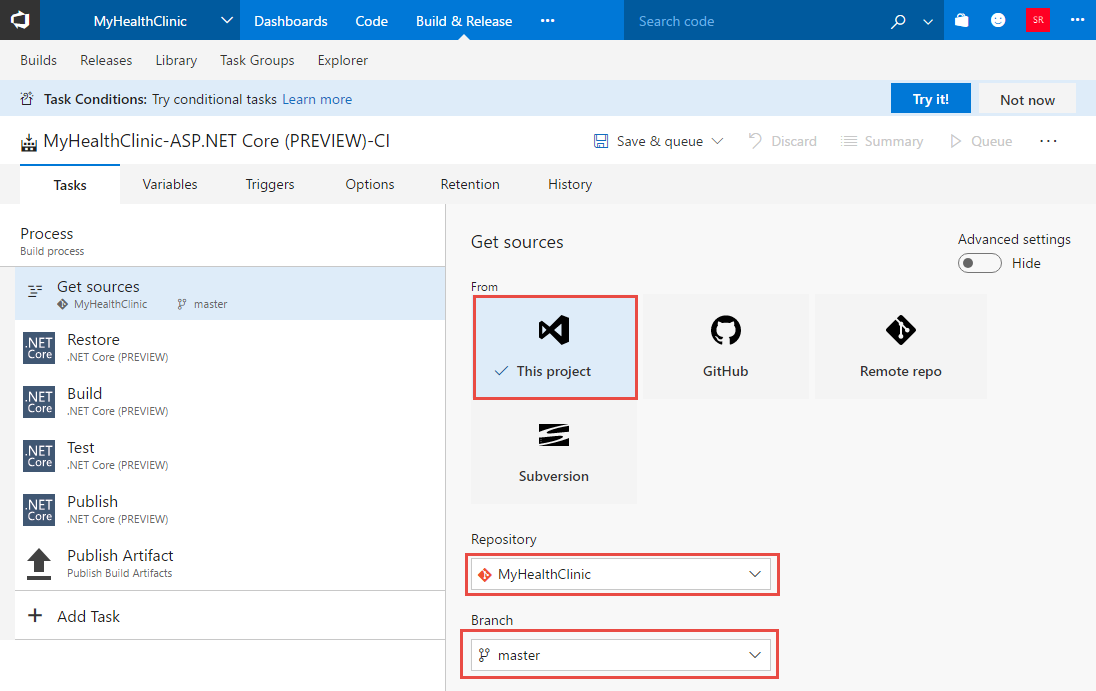 MyHealthClinic Dashboards Code Build & Release ··· Search code SR ···
Builds Releases Library Task Groups Explorer
Task Conditions: Try conditional tasks Learn more Try it! Not now
MyHealthClinic-ASP.NET Core (PREVIEW)-CI Save & queue Discard Summary Queue ···
Tasks Variables Triggers Options Retention History
Process
Build process
Get sources
MyHealthClinic master
.NET Core
Restore
.NET Core (PREVIEW)
.NET Core
Build
.NET Core (PREVIEW)
.NET Core
Test
.NET Core (PREVIEW)
.NET Core
Publish
.NET Core (PREVIEW)
Publish Artifact
Publish Build Artifacts
+ Add Task
Get sources
Advanced settings
Hide
From
This project
GitHub
Remote repo
Subversion
Repository
MyHealthClinic
Branch
master